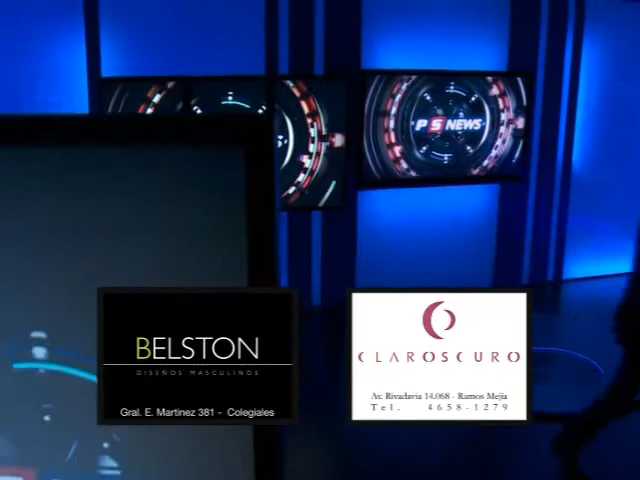 P5 NEWS
BELSTON
DISEÑOS MASCULINOS
Gral. E. Martinez 381 - Colegiales
CLAROSCURO
Av. Rivadavia 14.068 - Ramos Mejía
Tel. 4658-1279